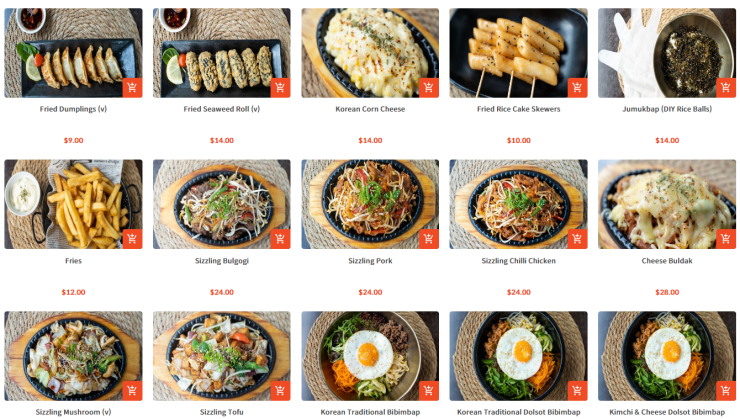 Fried Dumplings (v)
Fried Seaweed Roll (v)
Korean Corn Cheese
Fried Rice Cake Skewers
Jumukbap (DIY Rice Balls)
$9.00
$14.00
$14.00
$10.00
$14.00
Fries
Sizzling Bulgogi
Sizzling Pork
Sizzling Chilli Chicken
Cheese Buldak
$12.00
$24.00
$24.00
$24.00
$28.00
Sizzling Mushroom (v)
Sizzling Tofu
Korean Traditional Bibimbap
Korean Traditional Dolsot Bibimbap
Kimchi & Cheese Dolsot Bibimbap